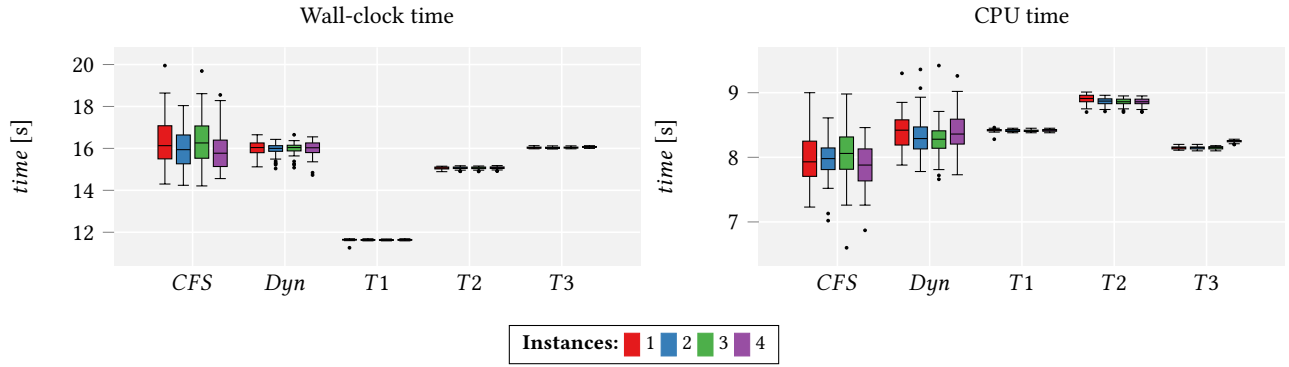 Wall-clock time
time [s]
20
18
16
14
12
CFS Dyn T1 T2 T3
CPU time
time [s]
9
8
7
CFS Dyn T1 T2 T3
Instances: 1 2 3 4